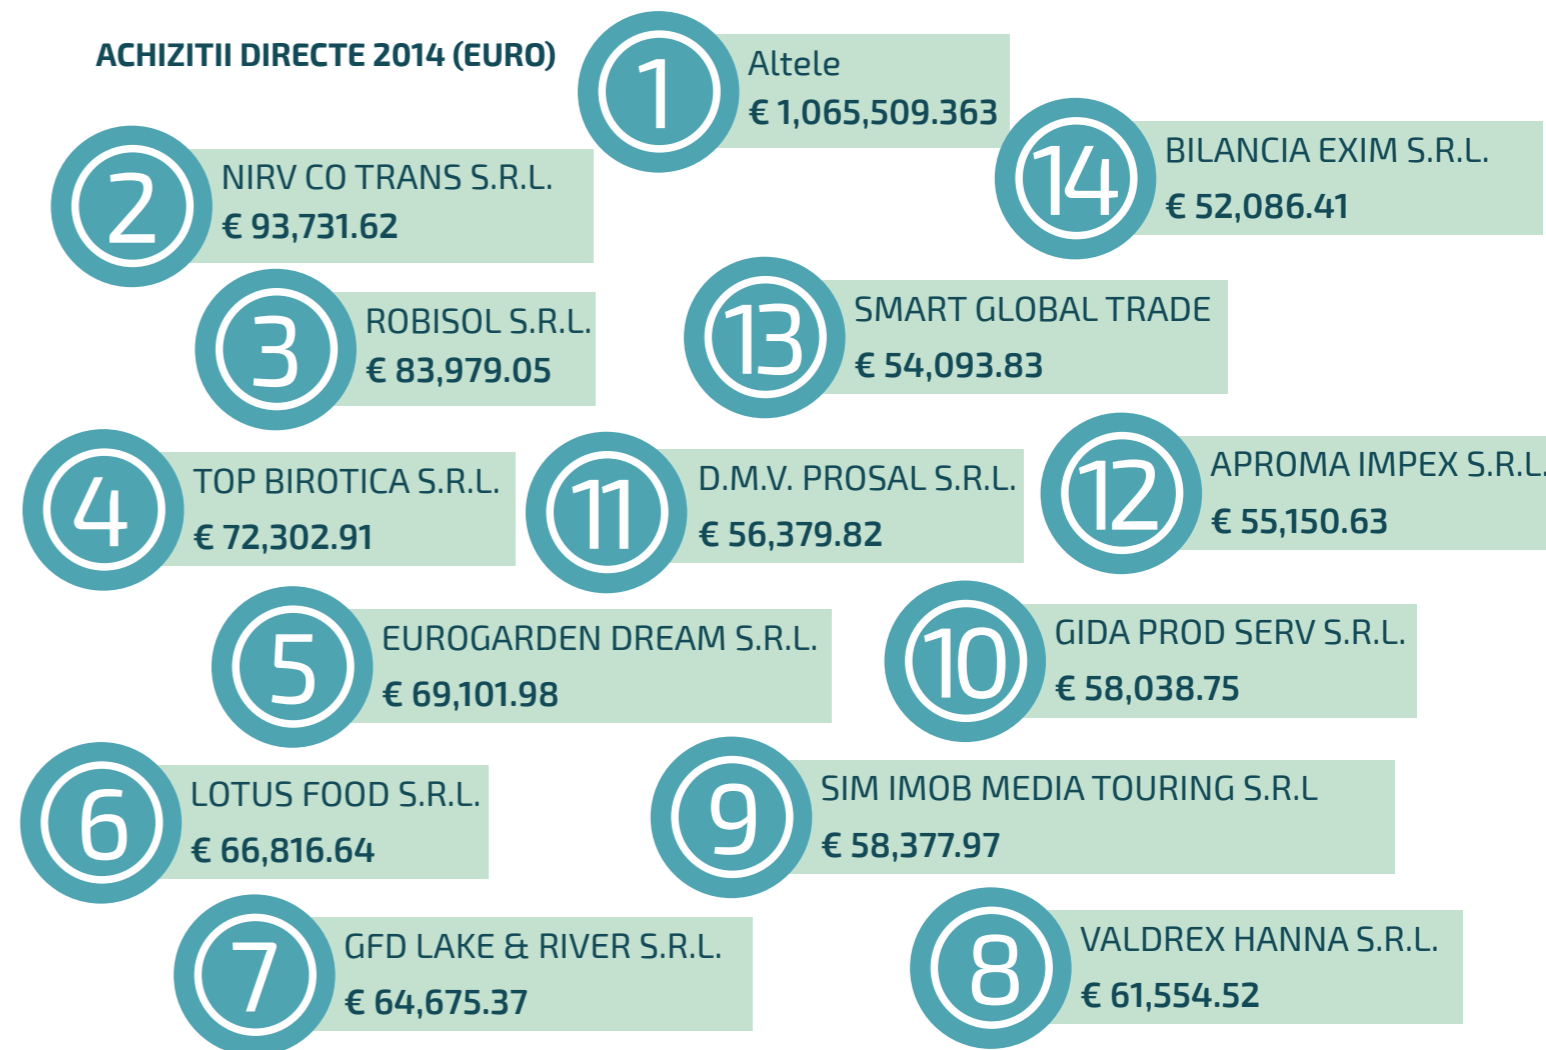 ACHIZITII DIRECTE 2014 (EURO)
1
Altele
€ 1,065,509.363
2
NIRV CO TRANS S.R.L.
€ 93,731.62
3
ROBISOL S.R.L.
€ 83,979.05
4
TOP BIROTICA S.R.L.
€ 72,302.91
5
EUROGARDEN DREAM S.R.L.
€ 69,101.98
6
LOTUS FOOD S.R.L.
€ 66,816.64
7
GFD LAKE & RIVER S.R.L.
€ 64,675.37
8
VALDREX HANNA S.R.L.
€ 61,554.52
9
SIM IMOB MEDIA TOURING S.R.L
€ 58,377.97
10
GIDA PROD SERV S.R.L.
€ 58,038.75
11
D.M.V. PROSAL S.R.L.
€ 56,379.82
12
APROMA IMPEX S.R.L.
€ 55,150.63
13
SMART GLOBAL TRADE
€ 54,093.83
14
BILANCIA EXIM S.R.L.
€ 52,086.41